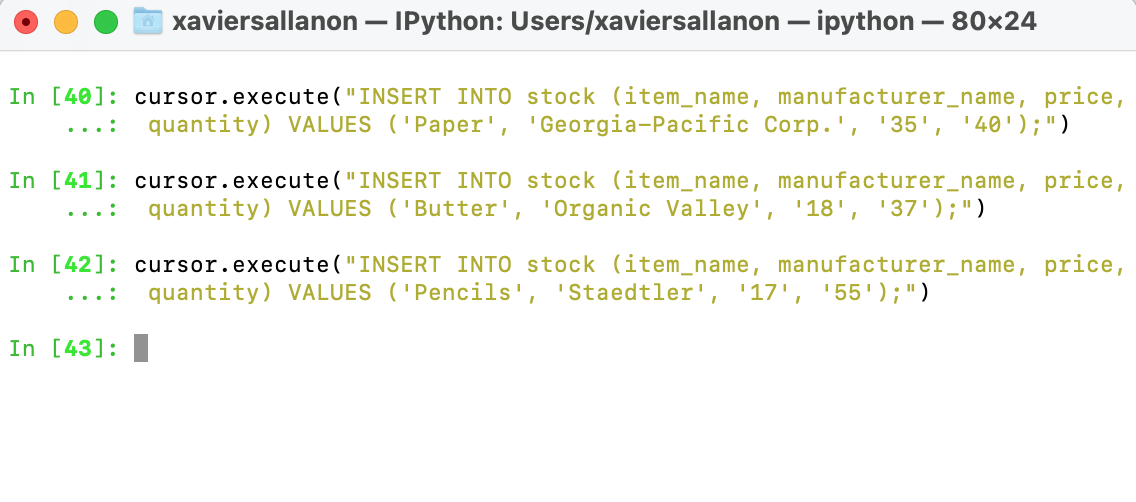 xaviersallanon — IPython: Users/xaviersallanon — ipython — 80×24
In [40]: cursor.execute("INSERT INTO stock (item_name, manufacturer_name, price,
...: quantity) VALUES ('Paper', 'Georgia-Pacific Corp.', '35', '40');")
In [41]: cursor.execute("INSERT INTO stock (item_name, manufacturer_name, price,
...: quantity) VALUES ('Butter', 'Organic Valley', '18', '37');")
In [42]: cursor.execute("INSERT INTO stock (item_name, manufacturer_name, price,
...: quantity) VALUES ('Pencils', 'Staedtler', '17', '55');")
In [43]: